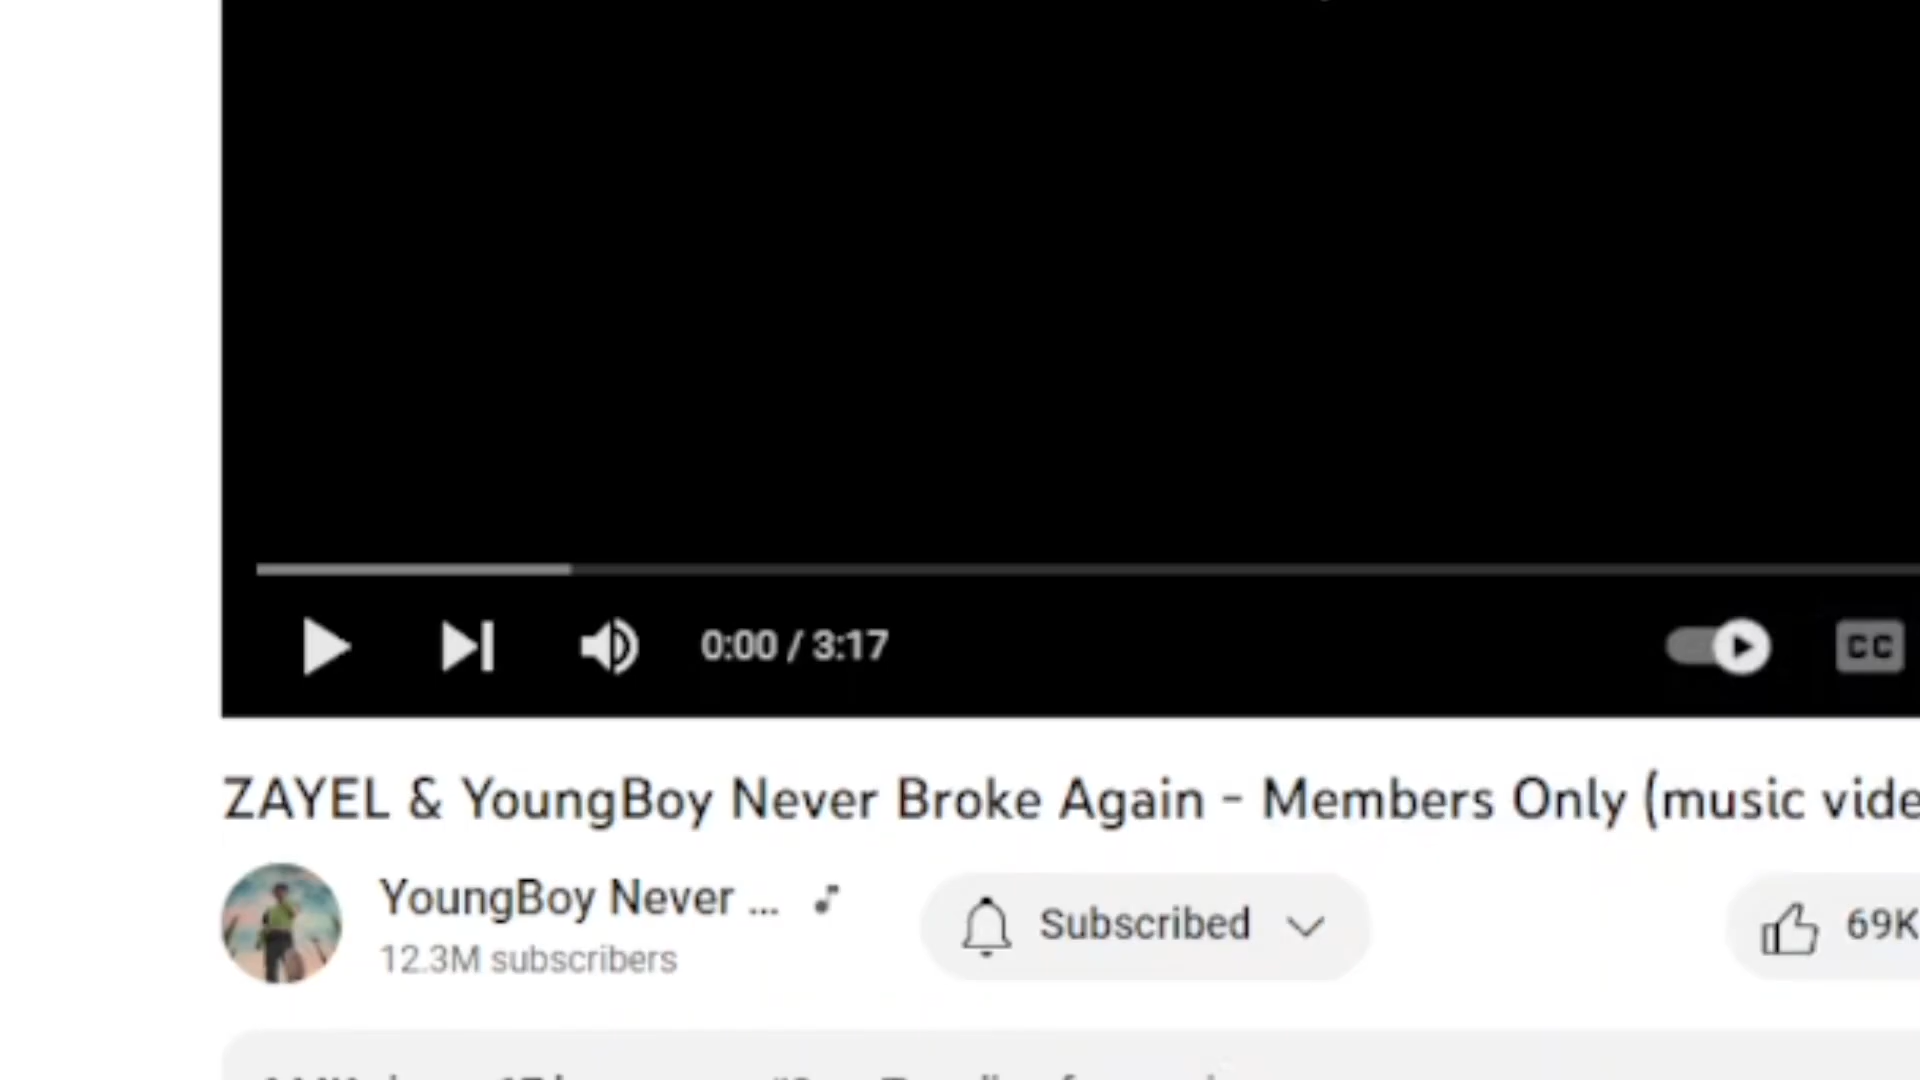 0:00 / 3:17
CC
ZAYEL & YoungBoy Never Broke Again - Members Only (music vide
YoungBoy Never ...
12.3M subscribers
Subscribed
69K